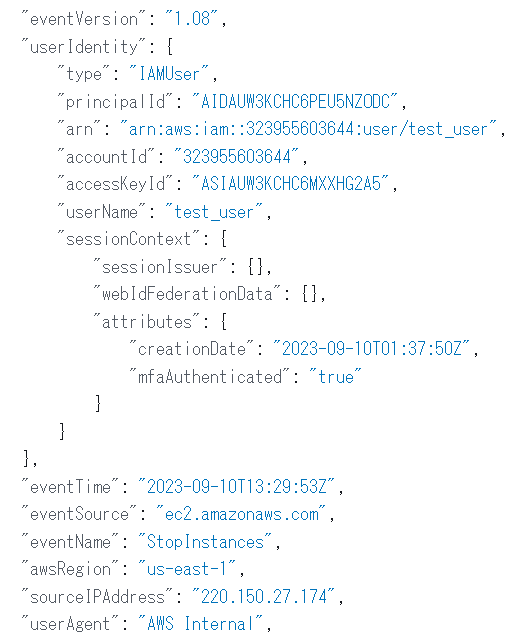 "eventVersion": "1.08",
"userIdentity": {
"type": "IAMUser",
"principalId": "AIDAUW3KCHC6PEU5NZODC",
"arn": "arn:aws:iam::323955603644:user/test_user",
"accountId": "323955603644",
"accessKeyId": "ASIAUW3KCHC6MXXHG2A5",
"userName": "test_user",
"sessionContext": {
"sessionIssuer": {},
"webIdFederationData": {},
"attributes": {
"creationDate": "2023-09-10T01:37:50Z",
"mfaAuthenticated": "true"
}
}
},
"eventTime": "2023-09-10T13:29:53Z",
"eventSource": "ec2.amazonaws.com",
"eventName": "StopInstances",
"awsRegion": "us-east-1",
"sourceIPAddress": "220.150.27.174",
"userAgent": "AWS Internal",